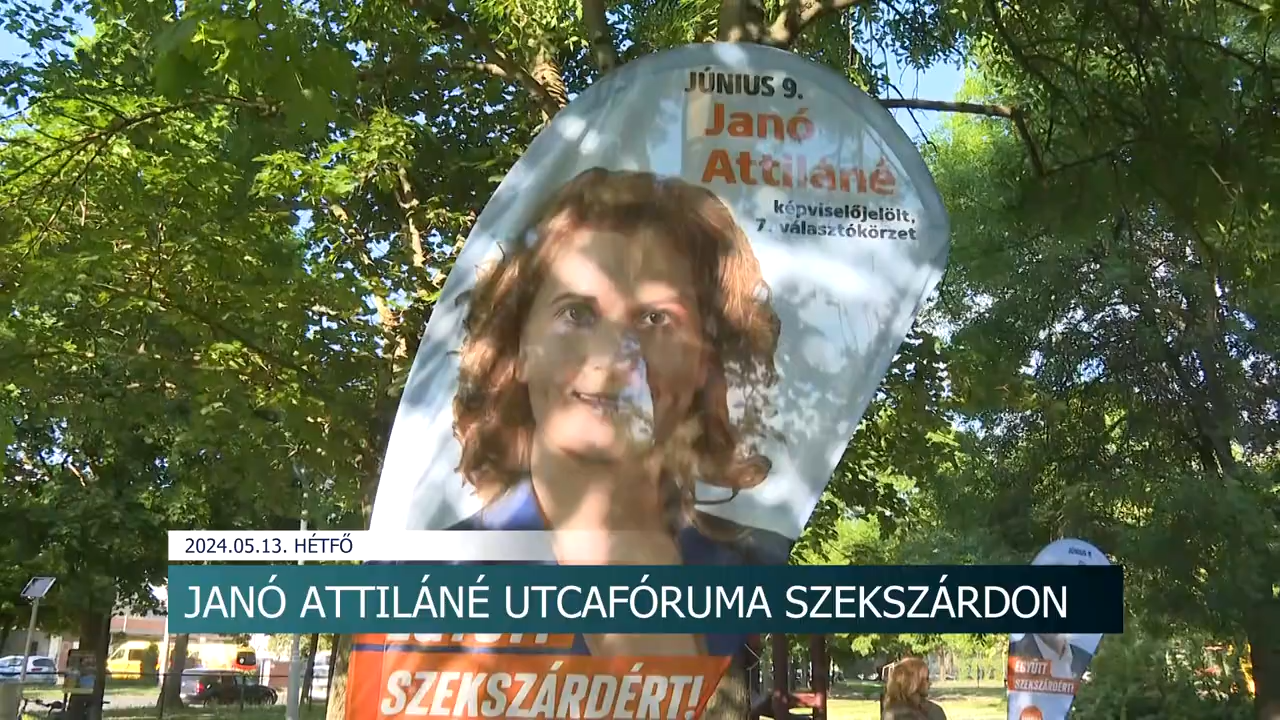 JÚNIUS 9.
Janó
Attiláné
képviselőjelölt,
7. választókörzet
2024.05.13. HÉTFŐ
JANÓ ATTILÁNÉ UTCAFÓRUMA SZEKSZÁRDON
EGYÜTT
SZEKSZÁRDÉRT!
JÚNIUS 9.
EGYÜTT
SZEKSZÁRDÉRT!